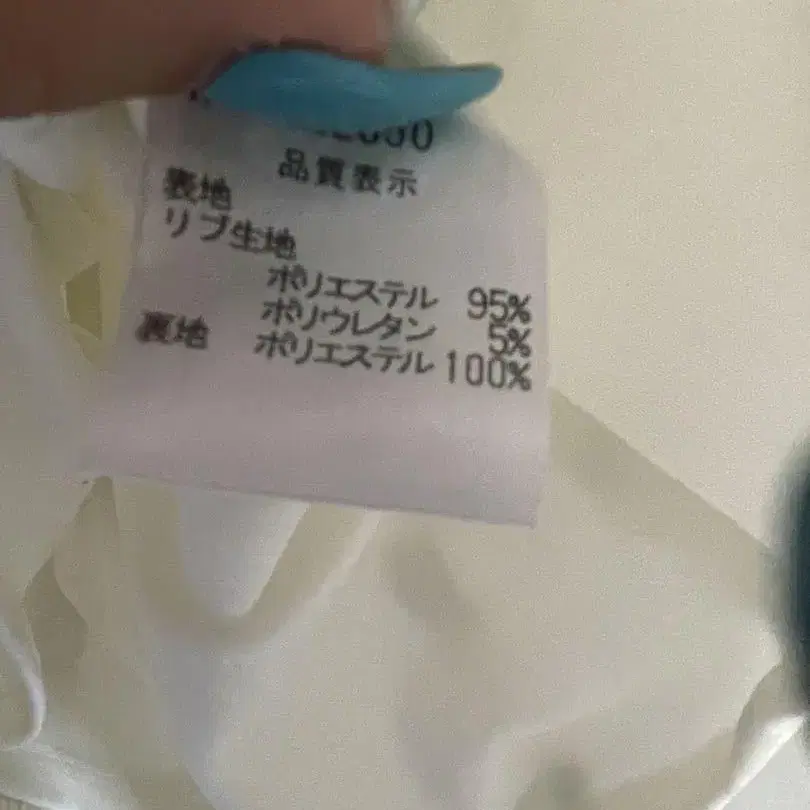 品質表示
表地
リブ生地
ポリエステル 95%
ポリウレタン 5%
裏地 ポリエステル 100%